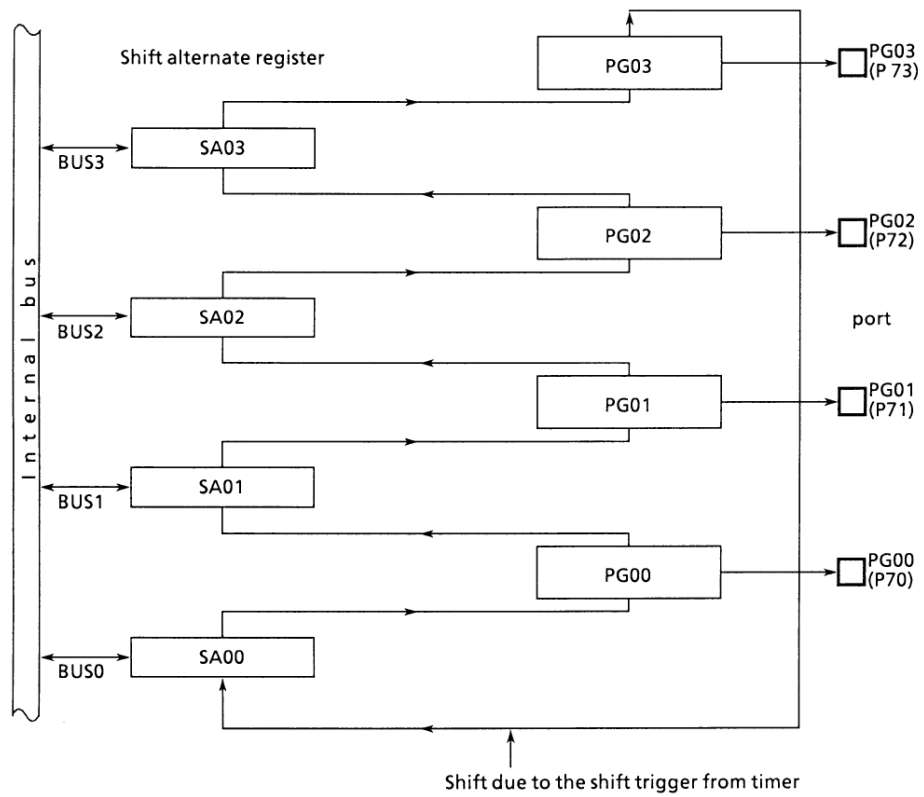 Shift alternate register
PG03
PG03
(P 73)
SA03
BUS3
PG02
PG02
(P72)
Internal bus
SA02
BUS2
port
PG01
PG01
(P71)
SA01
BUS1
PG00
PG00
(P70)
SA00
BUS0
Shift due to the shift trigger from timer